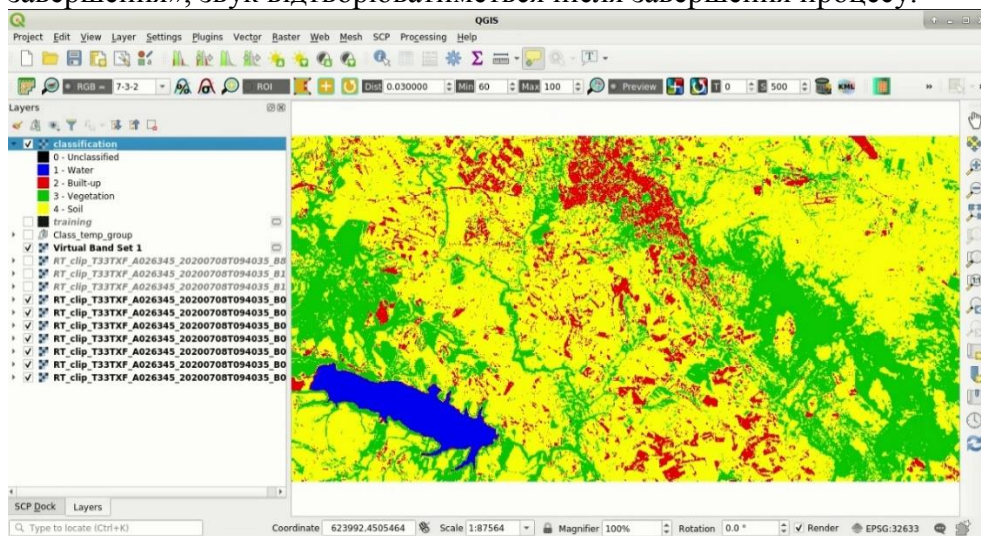 завершення», звук відтворюватиметься після завершення процесу.
QGIS
Project Edit View Layer Settings Plugins Vector Raster Web Mesh SCP Processing Help
RGB = 7-3-2 ROI Dist 0.030000 Min 60 Max 100 Preview T 0 S 500 KML
Layers
classification
0 - Unclassified
1 - Water
2 - Built-up
3 - Vegetation
4 - Soil
training
Class_temp_group
Virtual Band Set 1
RT_clip_T33TXF_A026345_20200708T094035_B8
RT_clip_T33TXF_A026345_20200708T094035_B1
RT_clip_T33TXF_A026345_20200708T094035_B1
RT_clip_T33TXF_A026345_20200708T094035_B0
RT_clip_T33TXF_A026345_20200708T094035_B0
RT_clip_T33TXF_A026345_20200708T094035_B0
RT_clip_T33TXF_A026345_20200708T094035_B0
RT_clip_T33TXF_A026345_20200708T094035_B0
RT_clip_T33TXF_A026345_20200708T094035_B0
SCP Dock Layers
Type to locate (Ctrl+K) Coordinate 623992,4505464 Scale 1:87564 Magnifier 100% Rotation 0.0 ° Render EPSG:32633